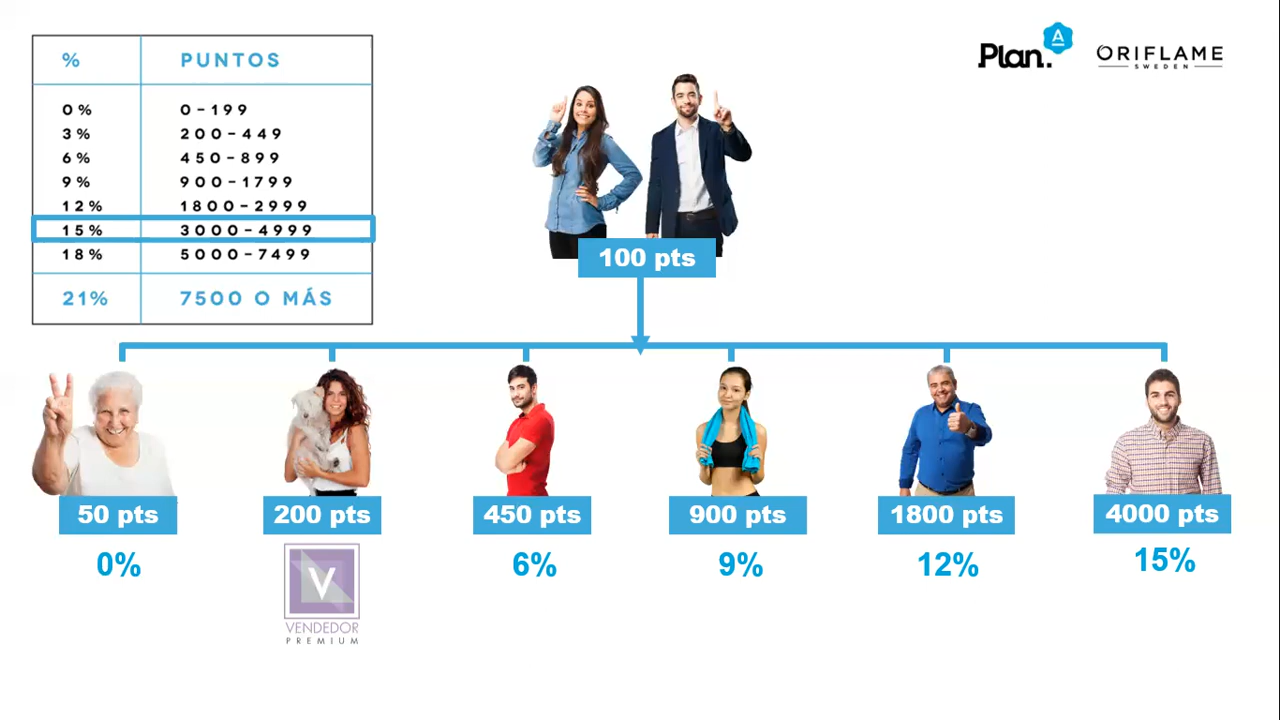 % PUNTOS
0% 0-199
3% 200-449
6% 450-899
9% 900-1799
12% 1800-2999
15% 3000-4999
18% 5000-7499
21% 7500 O MÁS
Plan. A
ORIFLAME
SWEDEN
100 pts
50 pts
200 pts
450 pts
900 pts
1800 pts
4000 pts
0%
6%
9%
12%
15%
V
VENDEDOR
PREMIUM